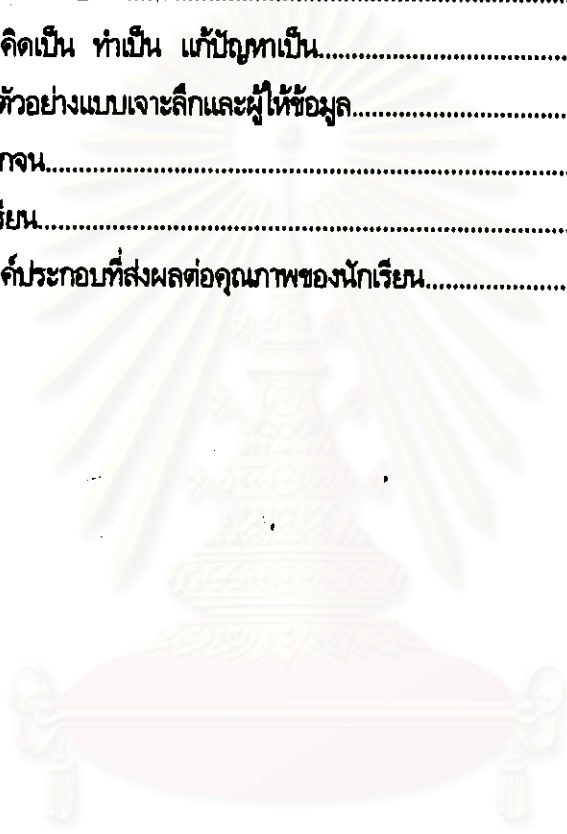 คิดเป็น ทำเป็น แก้ปัญหาเป็น..............................
ตัวอย่างแบบเจาะลึกและผู้ให้ข้อมูล..............................
กจน..............................
รียน..............................
ค์ประกอบที่ส่งผลต่อคุณภาพของนักเรียน....................